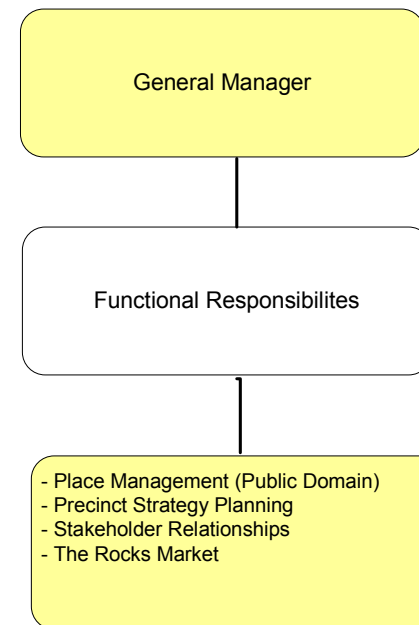 General Manager
Functional Responsibilites
- Place Management (Public Domain)
- Precinct Strategy Planning
- Stakeholder Relationships
- The Rocks Market